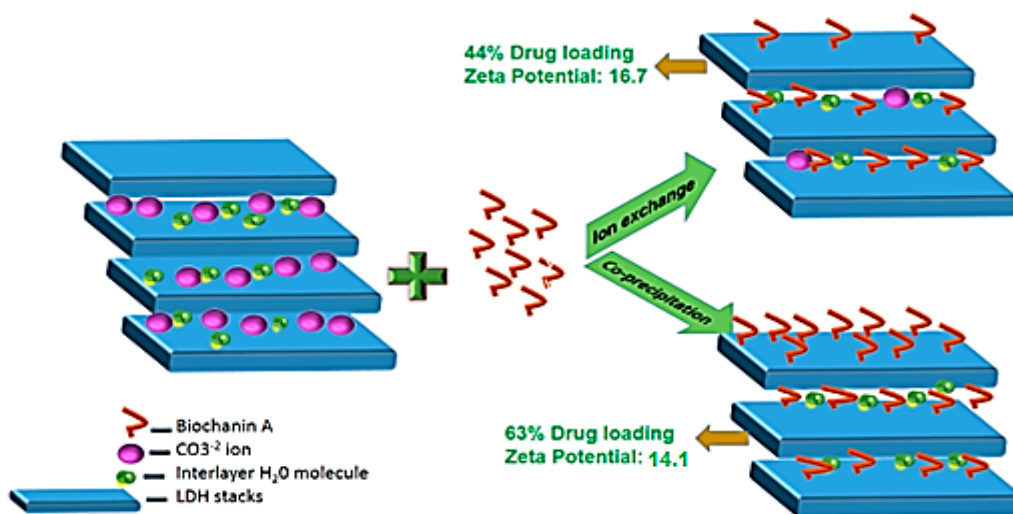 44% Drug loading
Zeta Potential: 16.7
Ion exchange
Co-precipitation
63% Drug loading
Zeta Potential: 14.1
Biochanin A
CO3⁻² ion
Interlayer H₂0 molecule
LDH stacks